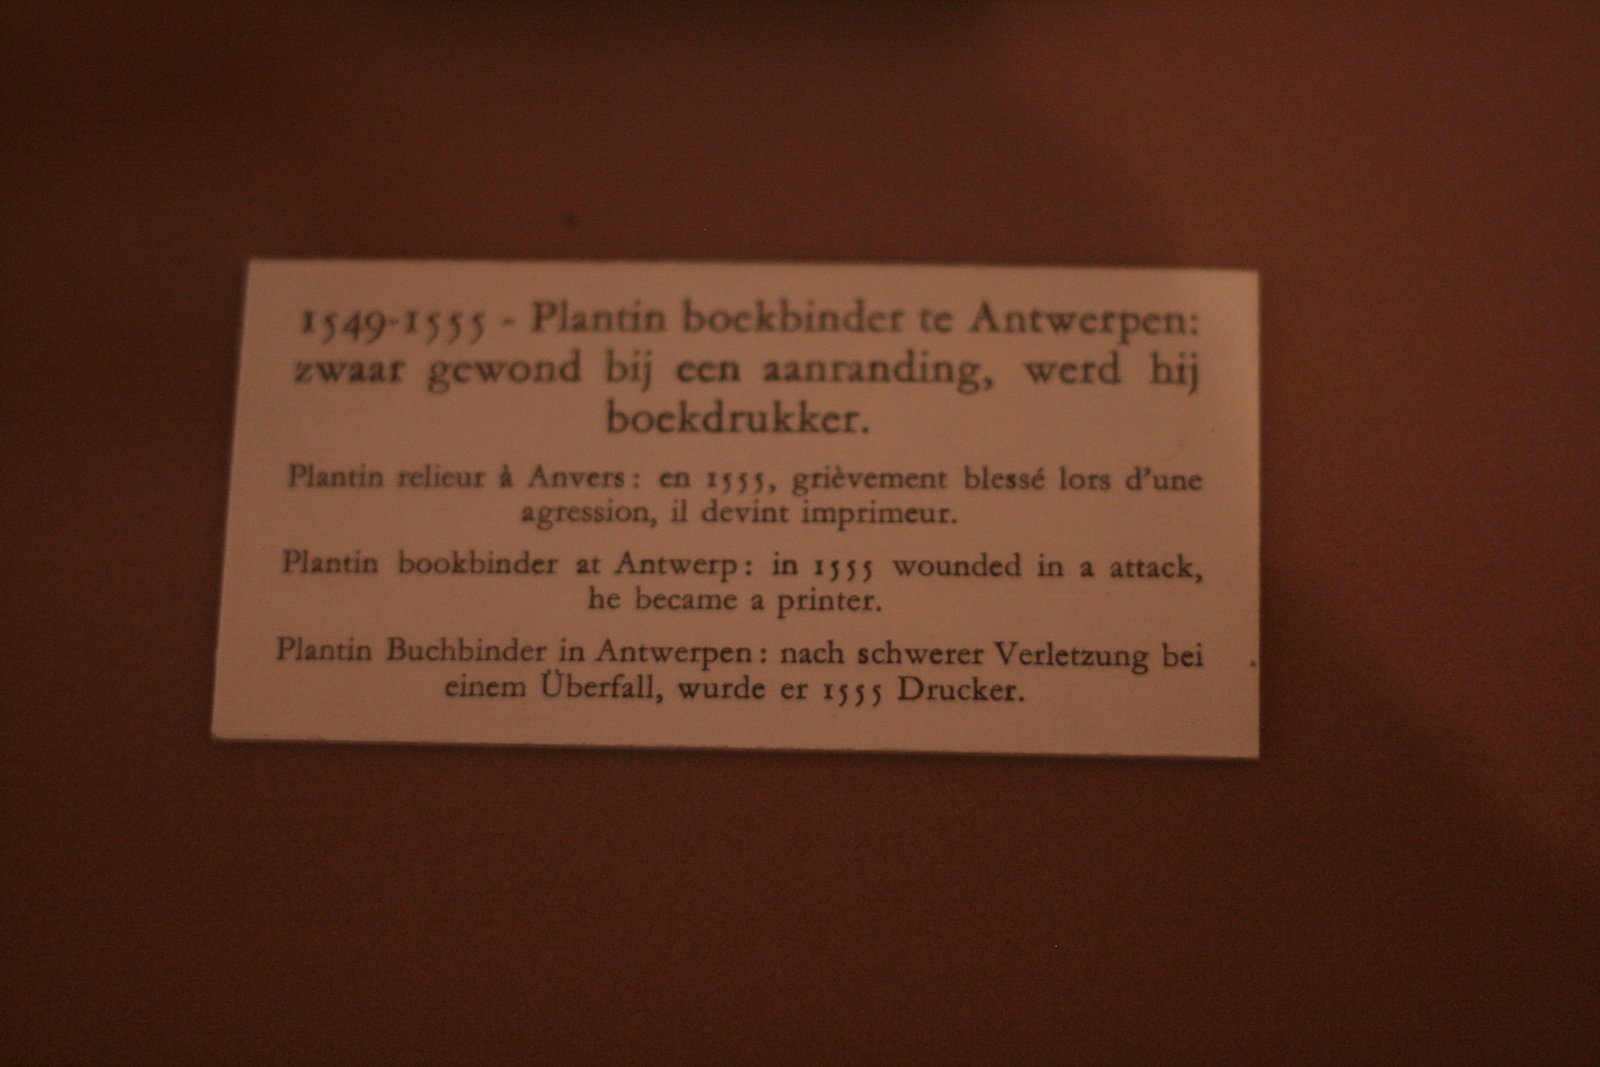 1549-1555 - Plantin boekbinder te Antwerpen:
zwaar gewond bij een aanranding, werd hij
boekdrukker.
Plantin relieur à Anvers: en 1555, grièvement blessé lors d'une
agression, il devint imprimeur.
Plantin bookbinder at Antwerp: in 1555 wounded in a attack,
he became a printer.
Plantin Buchbinder in Antwerpen: nach schwerer Verletzung bei
einem Überfall, wurde er 1555 Drucker.